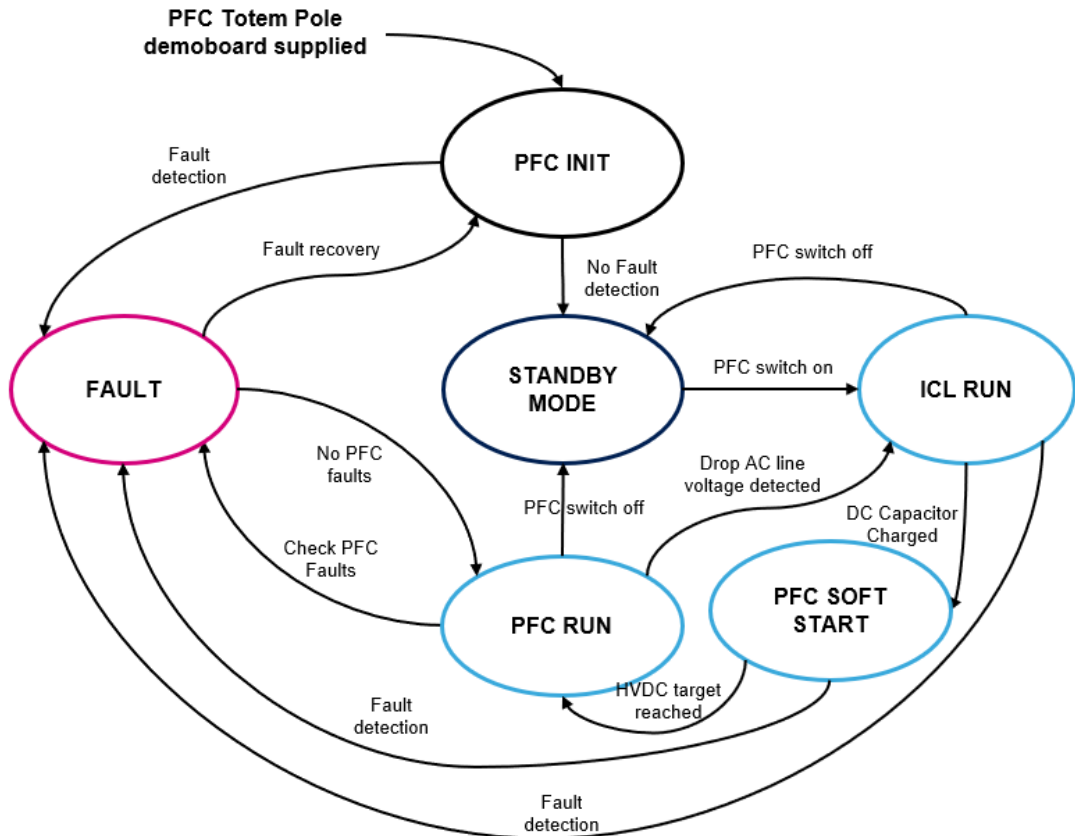 PFC Totem Pole
demoboard supplied
PFC INIT
Fault
detection
Fault recovery
No Fault
detection
PFC switch off
FAULT
STANDBY
MODE
PFC switch on
ICL RUN
No PFC
faults
Drop AC line
voltage detected
PFC switch off
DC Capacitor
Charged
Check PFC
Faults
PFC RUN
PFC SOFT
START
HVDC target
reached
Fault
detection
Fault
detection